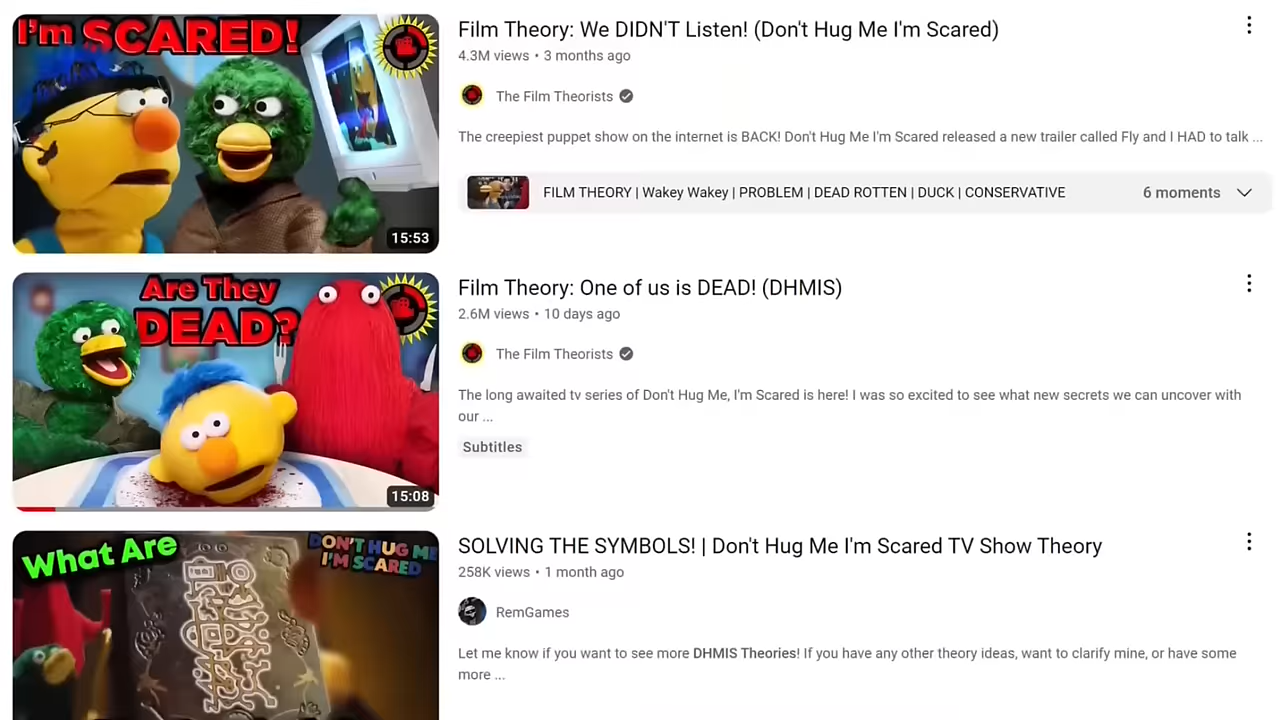 I'm SCARED!
15:53
Film Theory: We DIDN'T Listen! (Don't Hug Me I'm Scared)
4.3M views • 3 months ago
The Film Theorists
The creepiest puppet show on the internet is BACK! Don't Hug Me I'm Scared released a new trailer called Fly and I HAD to talk ...
FILM THEORY | Wakey Wakey | PROBLEM | DEAD ROTTEN | DUCK | CONSERVATIVE
6 moments
Are They
DEAD?
15:08
Film Theory: One of us is DEAD! (DHMIS)
2.6M views • 10 days ago
The Film Theorists
The long awaited tv series of Don't Hug Me, I'm Scared is here! I was so excited to see what new secrets we can uncover with
our ...
Subtitles
What Are
DON'T HUG ME
I'M SCARED
SOLVING THE SYMBOLS! | Don't Hug Me I'm Scared TV Show Theory
258K views • 1 month ago
RemGames
Let me know if you want to see more DHMIS Theories! If you have any other theory ideas, want to clarify mine, or have some
more ...